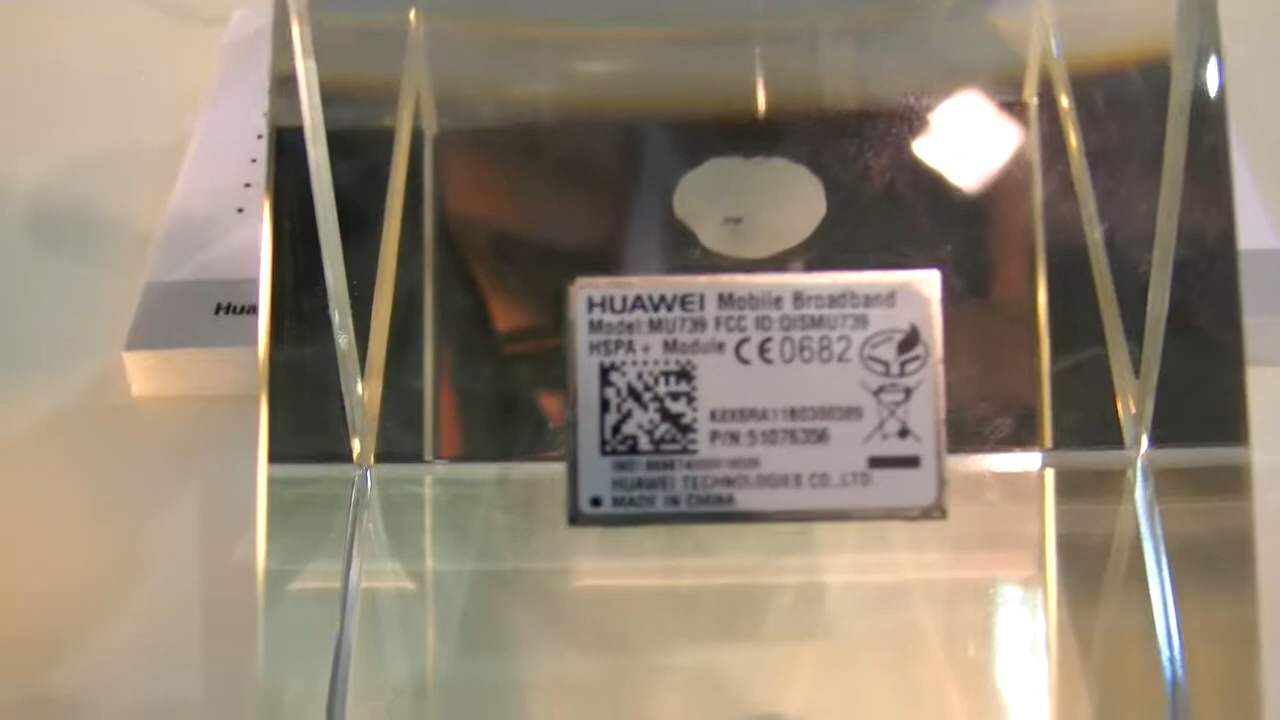 Hua
HUAWEI Mobile Broadband
Model:MU739 FCC ID:QISMU739
HSPA+ Module CE0682
P/N:51076356
HUAWEI TECHNOLOGIES CO.,LTD.
MADE IN CHINA